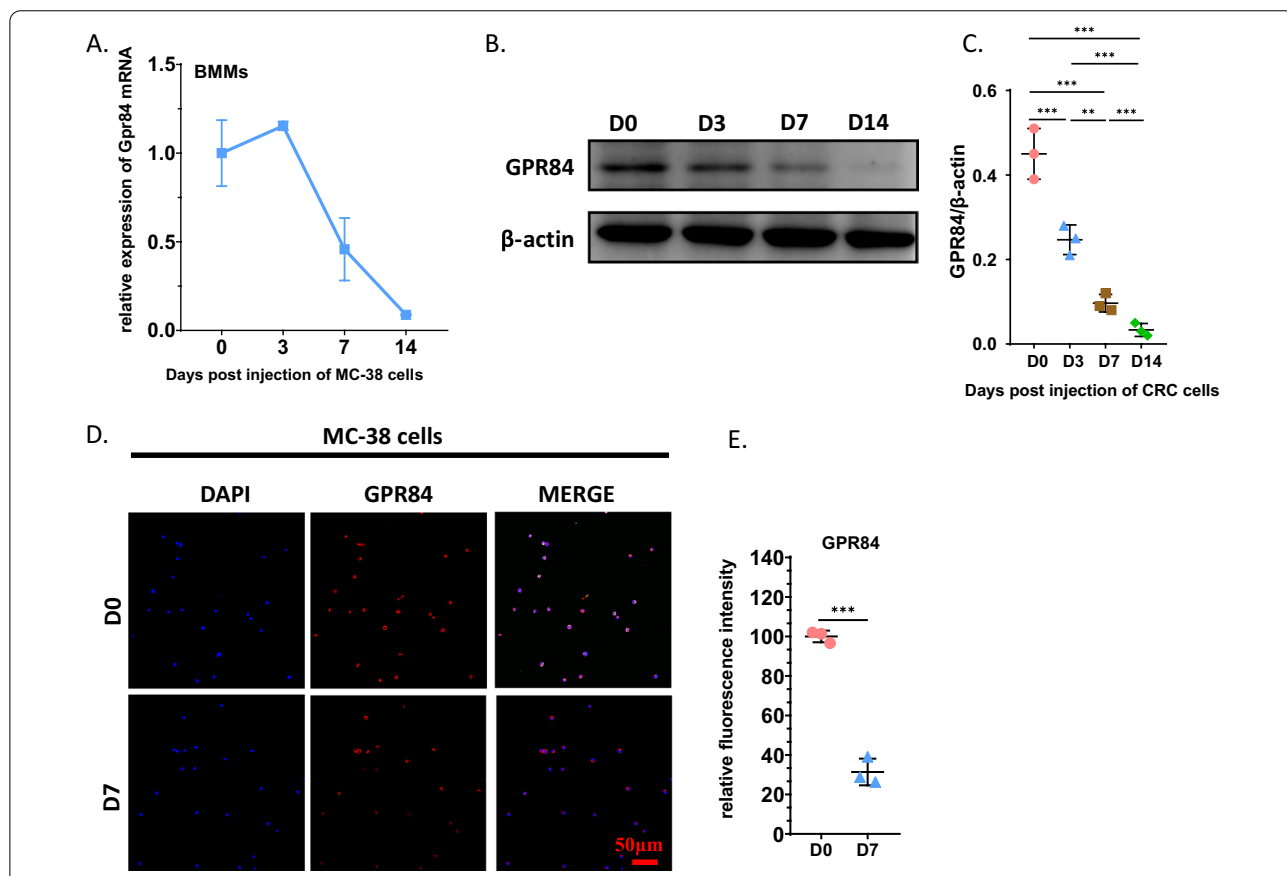 A.
1.5
BMMs
1.0
0.5
0.0
relative expression of Gpr84 mRNA
0 3 7 14
Days post injection of MC-38 cells
B.
D0 D3 D7 D14
GPR84
β-actin
C.
***
***
***
*** ** ***
0.6
0.4
0.2
0.0
GPR84/β-actin
D0 D3 D7 D14
Days post injection of CRC cells
D.
MC-38 cells
DAPI GPR84 MERGE
D0
D7
50μm
E.
GPR84
***
140
120
100
80
60
40
20
0
relative fluorescence intensity
D0 D7